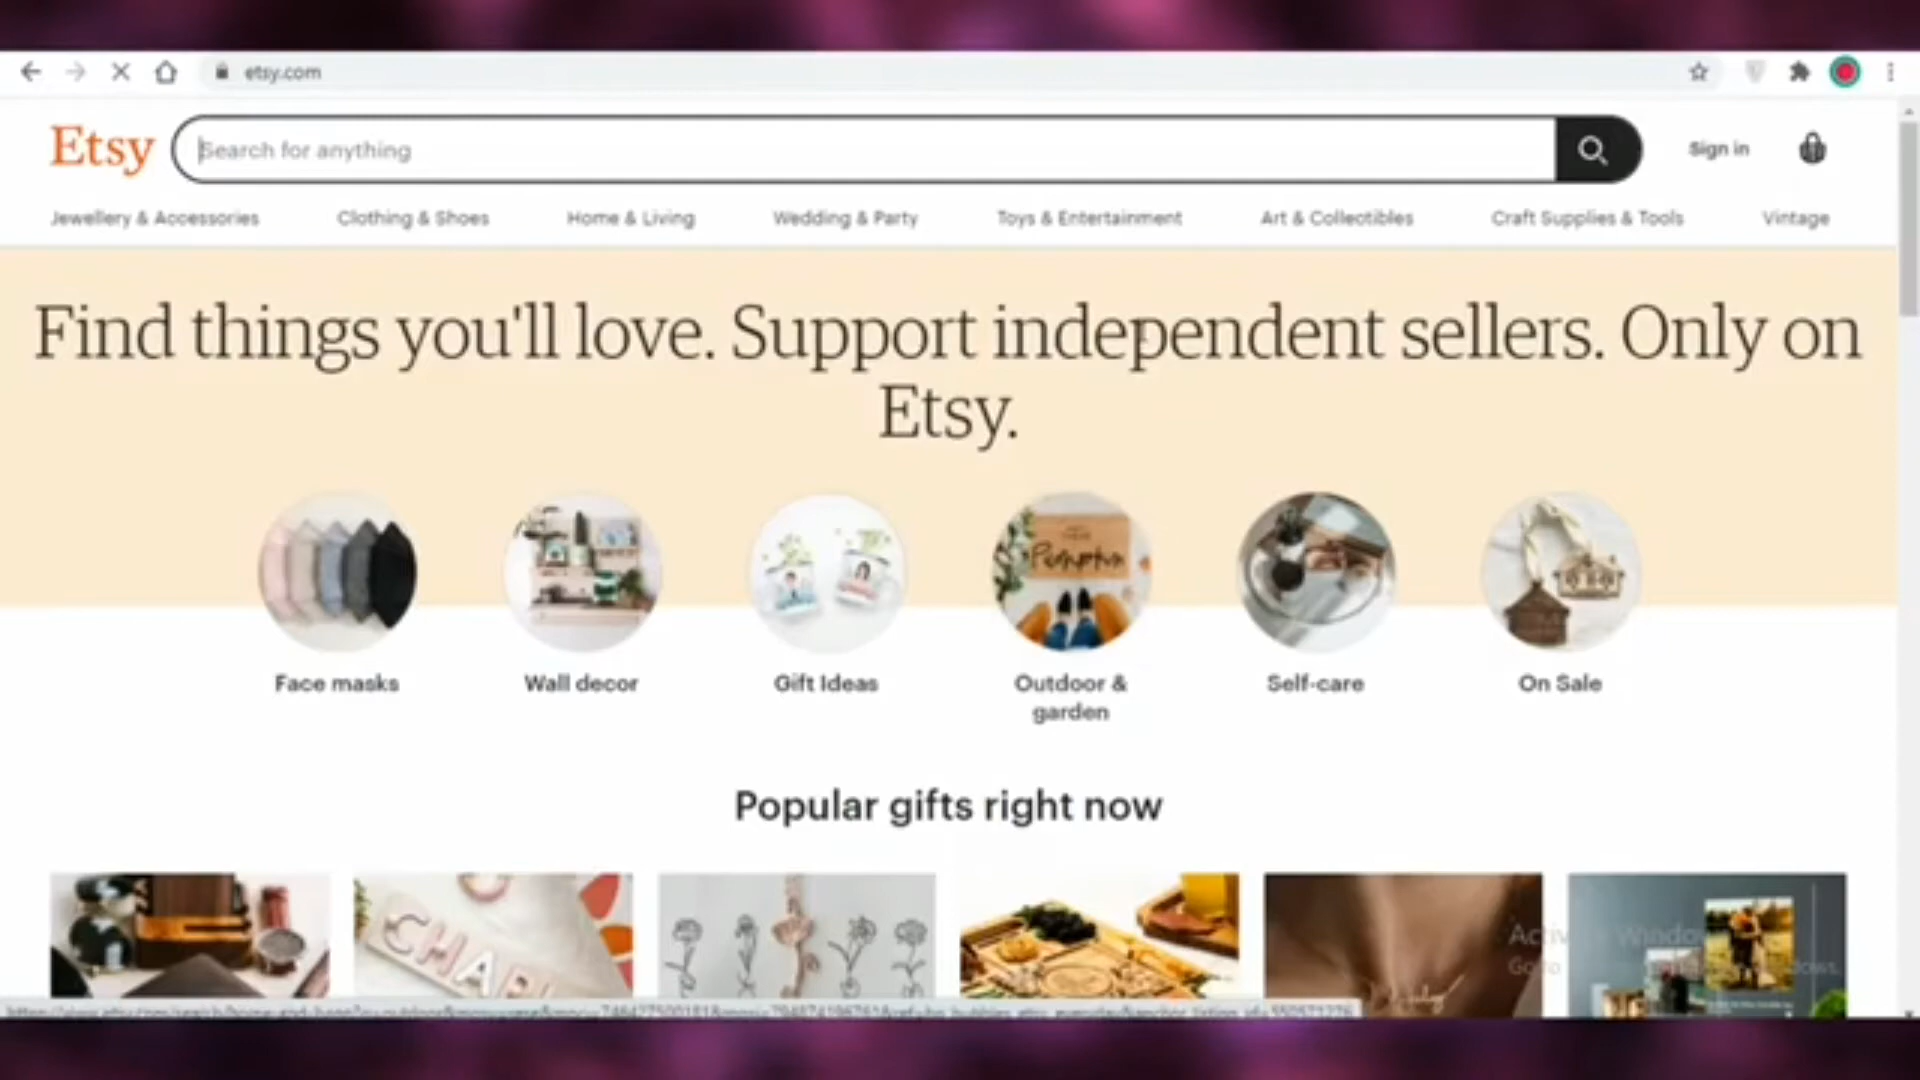 etsy.com
Etsy
Search for anything
Sign in
Jewellery & Accessories
Clothing & Shoes
Home & Living
Wedding & Party
Toys & Entertainment
Art & Collectibles
Craft Supplies & Tools
Vintage
Find things you'll love. Support independent sellers. Only on
Etsy.
Face masks
Wall decor
Gift Ideas
Outdoor &
garden
Self-care
On Sale
Pumpkin
Popular gifts right now